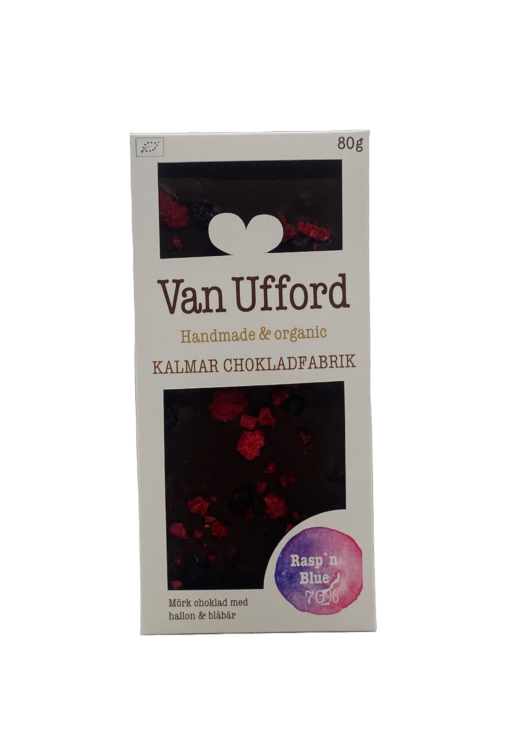 80g
Van Ufford
Handmade & organic
KALMAR CHOKLADFABRIK
Rasp`n
Blue
70%
Mörk choklad med
hallon & blåbär